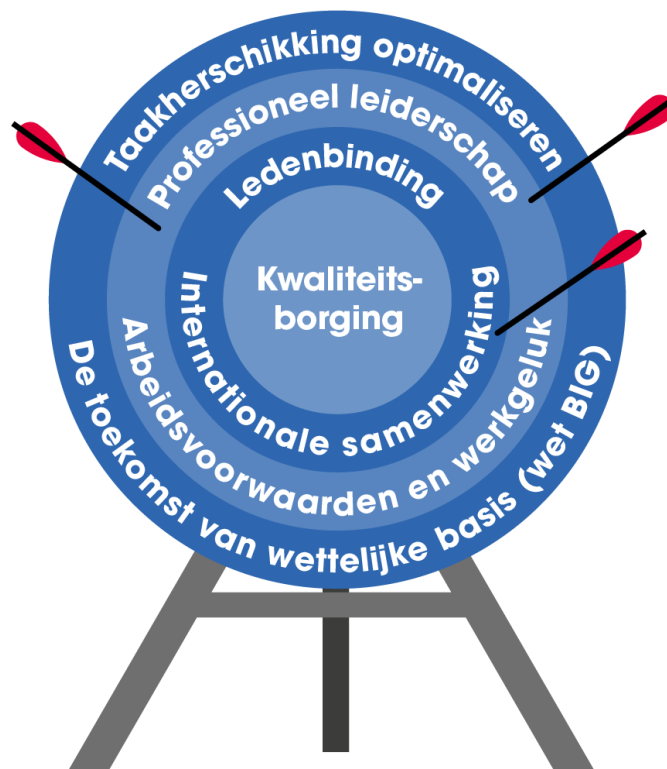 Taakherschikking optimaliseren
Professioneel leiderschap
Ledenbinding
Kwaliteits-
borging
Internationale samenwerking
Arbeidsvoorwaarden en werkgeluk
De toekomst van wettelijke basis (wet BIG)